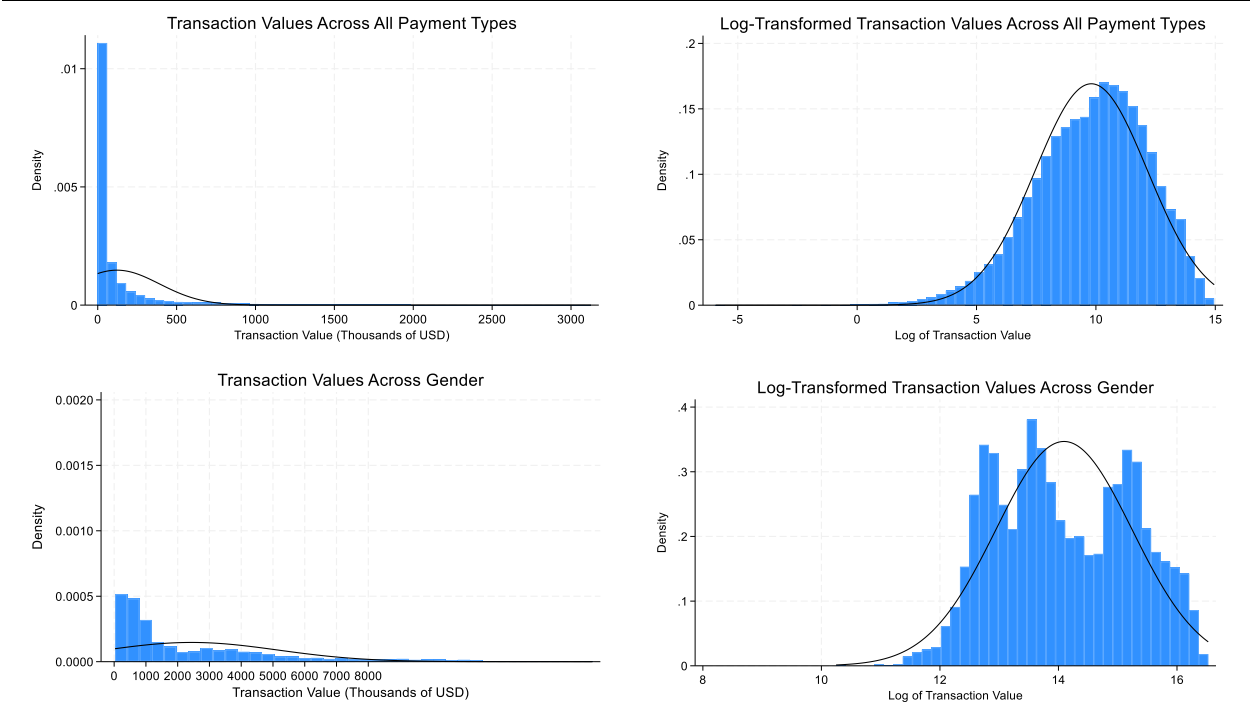 Transaction Values Across All Payment Types
.01
.005
0
Density
0 500 1000 1500 2000 2500 3000
Transaction Value (Thousands of USD)
Log-Transformed Transaction Values Across All Payment Types
.2
.15
.1
.05
0
Density
-5 0 5 10 15
Log of Transaction Value
Transaction Values Across Gender
0.0020
0.0015
0.0010
0.0005
0.0000
Density
0 1000 2000 3000 4000 5000 6000 7000 8000
Transaction Value (Thousands of USD)
Log-Transformed Transaction Values Across Gender
.4
.3
.2
.1
0
Density
8 10 12 14 16
Log of Transaction Value